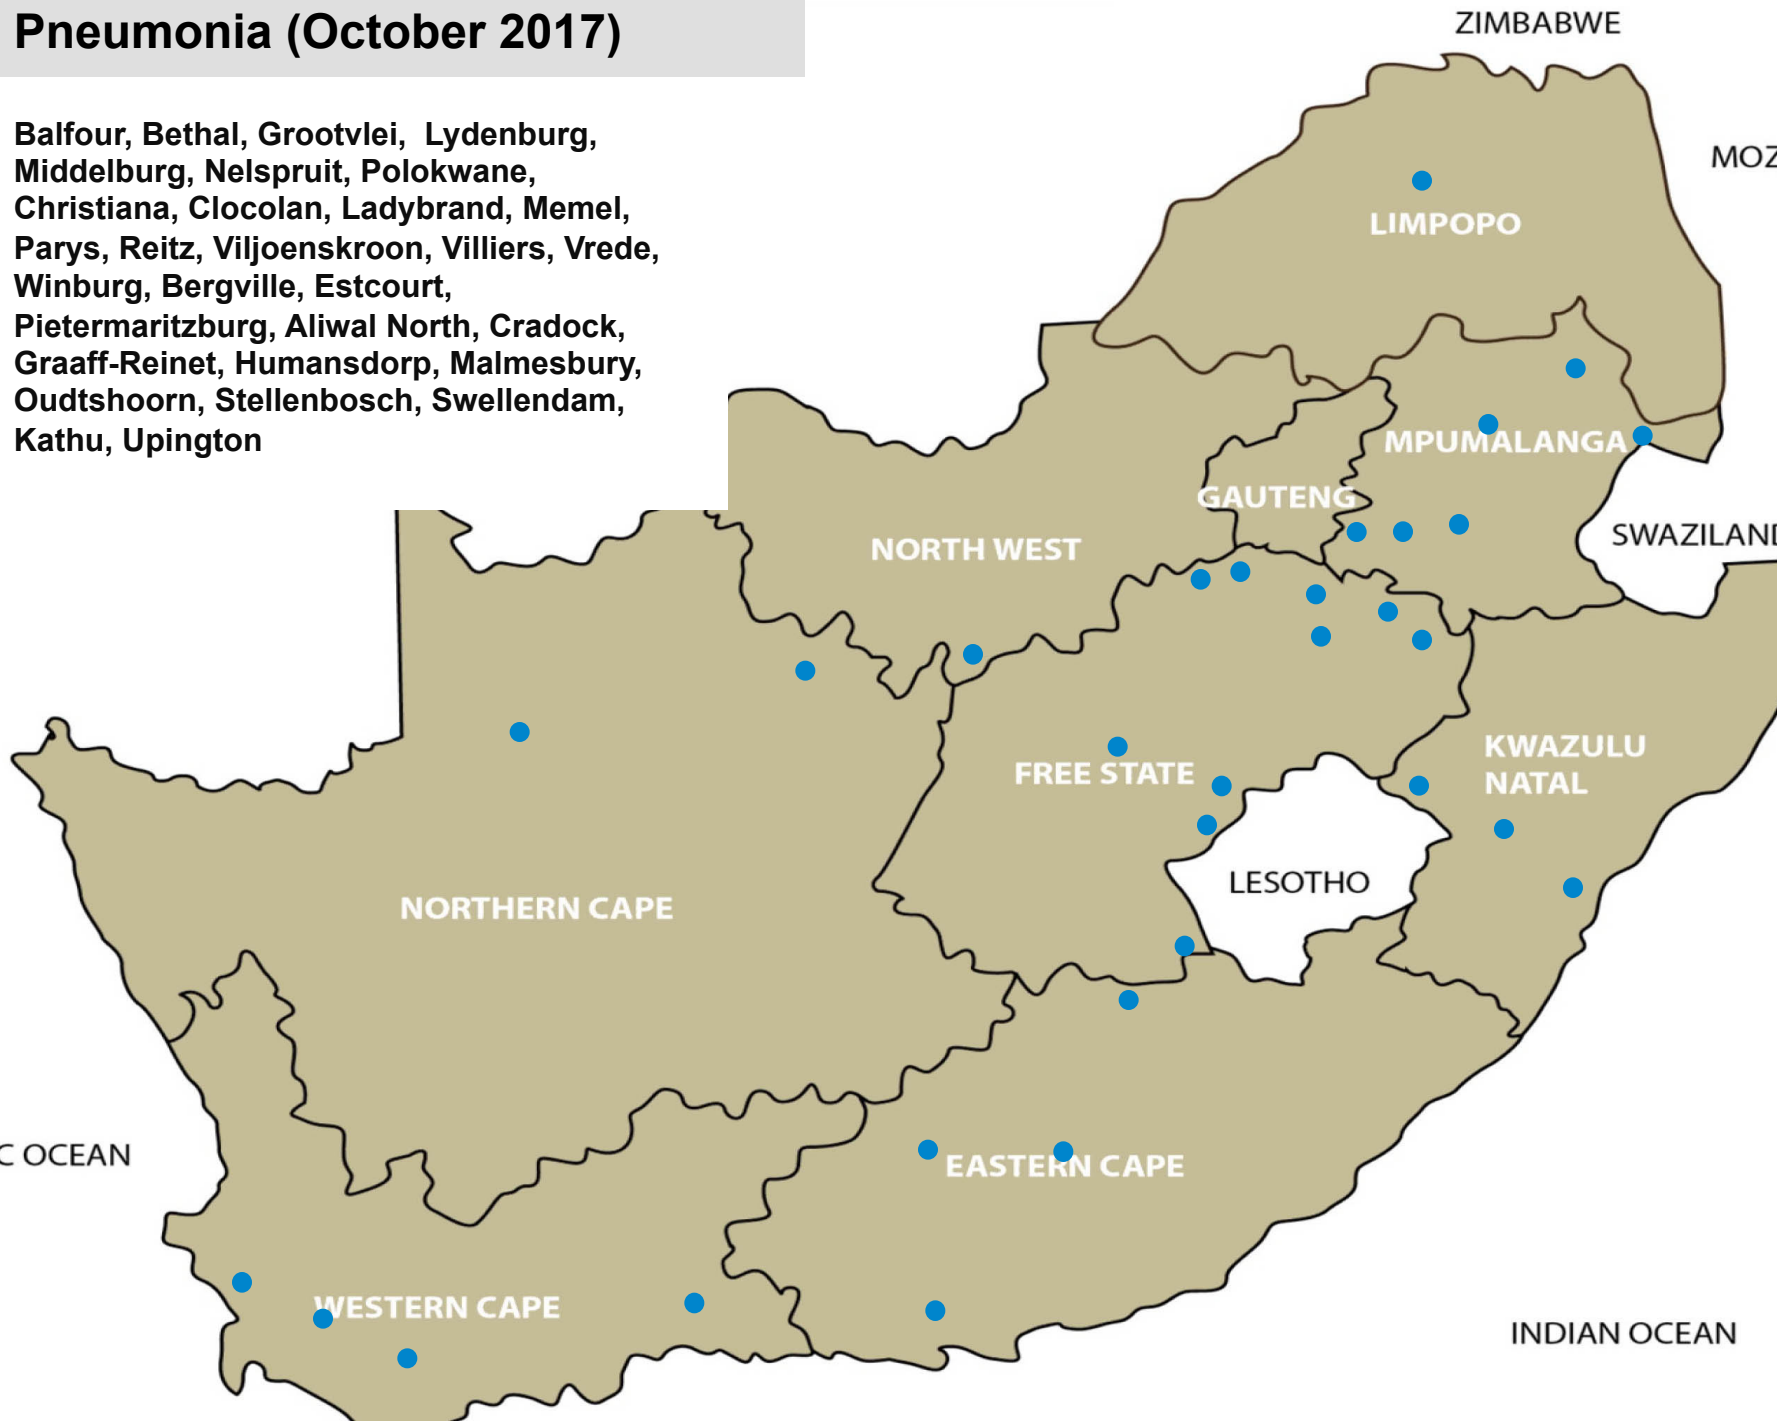 Pneumonia (October 2017)
Balfour, Bethal, Grootvlei,  Lydenburg,
Middelburg, Nelspruit, Polokwane,
Christiana, Clocolan, Ladybrand, Memel,
Parys, Reitz, Viljoenskroon, Villiers, Vrede,
Winburg, Bergville, Estcourt,
Pietermaritzburg, Aliwal North, Cradock,
Graaff-Reinet, Humansdorp, Malmesbury,
Oudtshoorn, Stellenbosch, Swellendam,
Kathu, Upington
ZIMBABWE
MOZ
LIMPOPO
MPUMALANGA
GAUTENG
SWAZILAND
NORTH WEST
KWAZULU
NATAL
FREE STATE
LESOTHO
NORTHERN CAPE
C OCEAN
EASTERN CAPE
WESTERN CAPE
INDIAN OCEAN